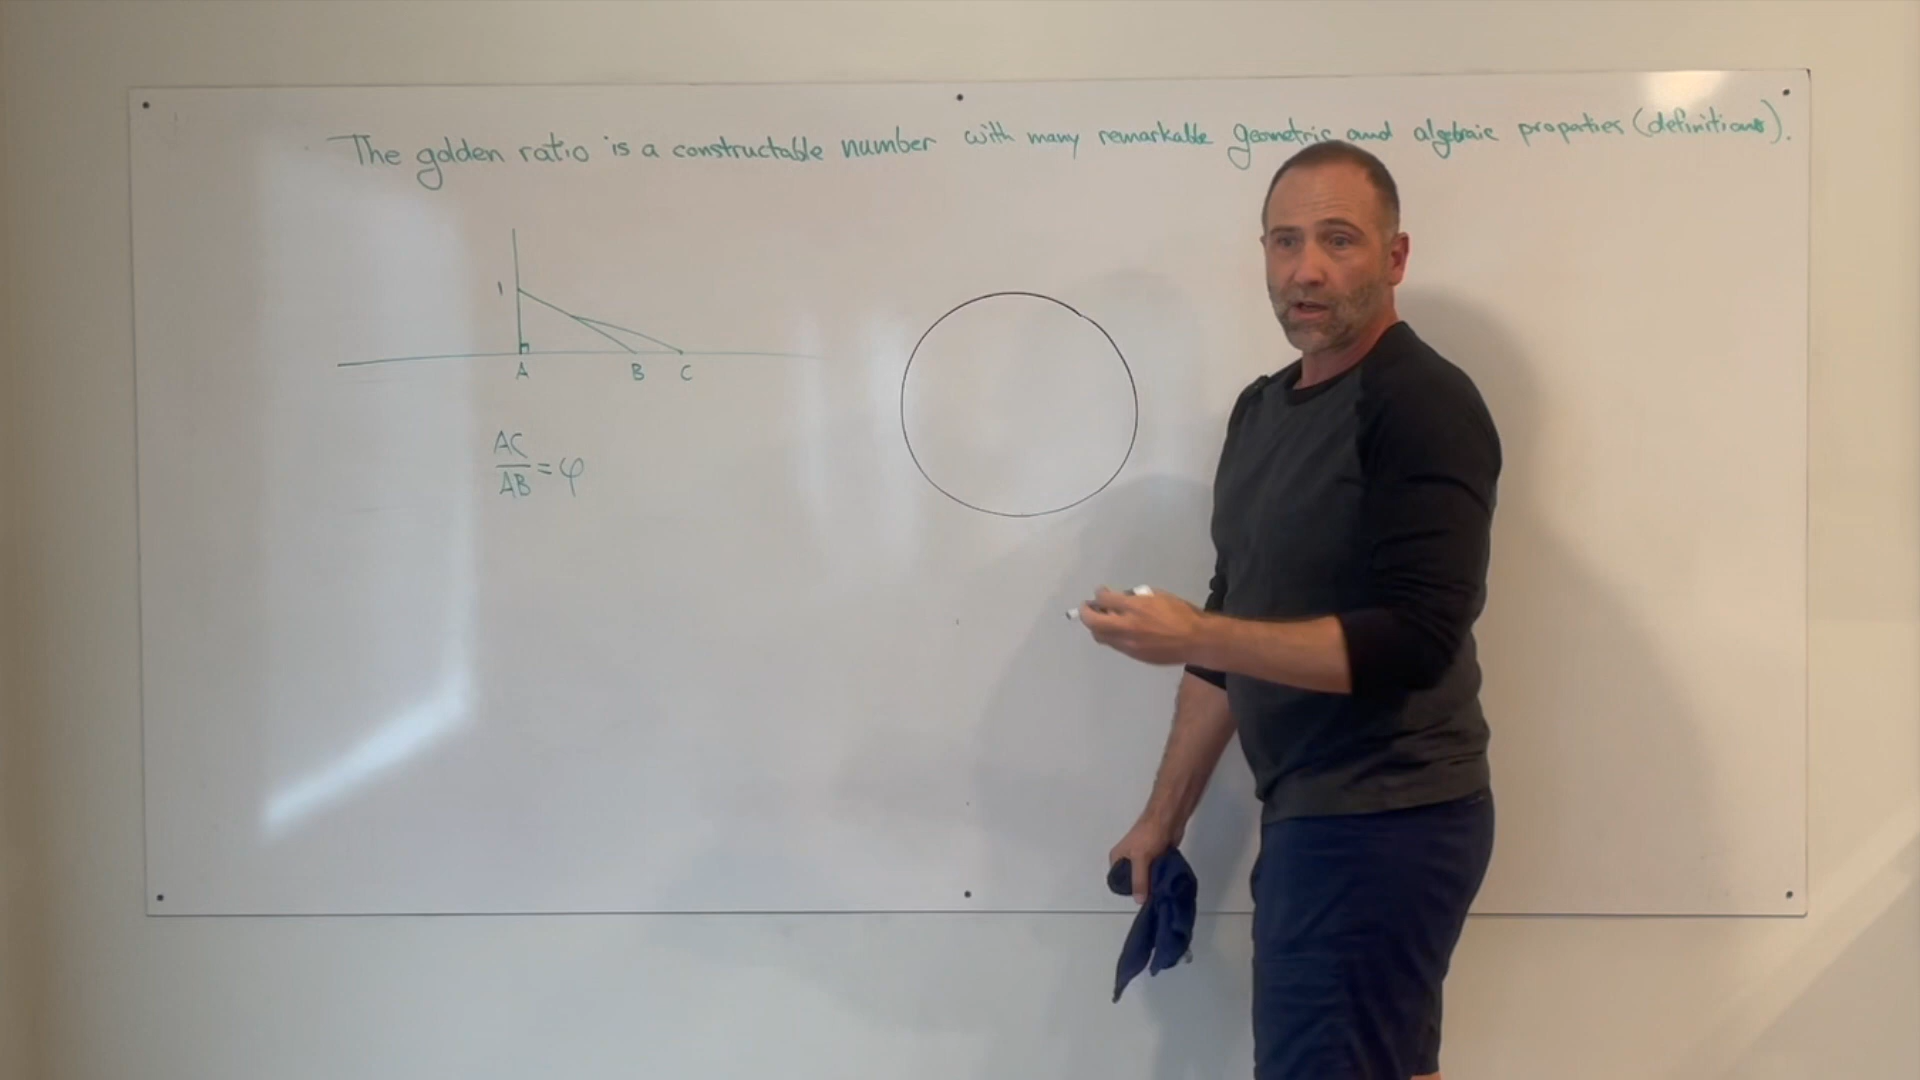 The golden ratio is a constructable number with many remarkable geometric and algebraic properties (definitions).
1
A B C
AC
AB = φ